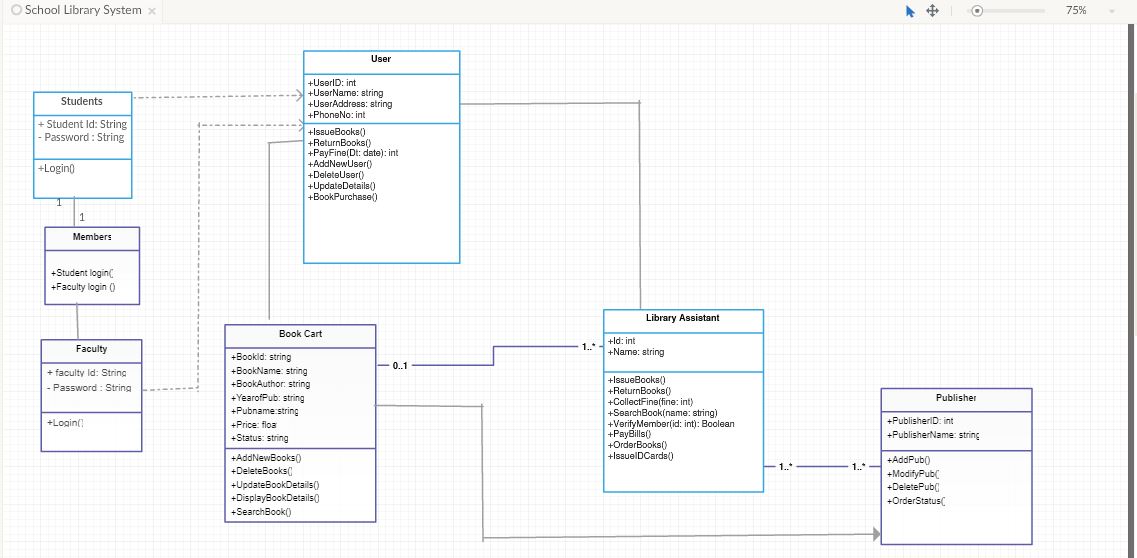 School Library System
75%
User
+UserID: int
+UserName: string
+UserAddress: string
+PhoneNo: int
+IssueBooks()
+ReturnBooks()
+PayFine(Dt: date): int
+AddNewUser()
+DeleteUser()
+UpdateDetails()
+BookPurchase()
Students
+ Student Id: String
- Password : String
+Login()
1
1
Members
+Student login(
+Faculty login ()
Faculty
+ faculty Id: String
- Password : String
+Login()
Book Cart
+BookId: string
+BookName: string
+BookAuthor: string
+YearofPub: string
+Pubname:string
+Price: floa
+Status: string
+AddNewBooks()
+DeleteBooks(
+UpdateBookDetails()
+DisplayBookDetails()
+SearchBook()
0..1
1..*
Library Assistant
+Id: int
+Name: string
+IssueBooks()
+ReturnBooks()
+CollectFine(fine: int)
+SearchBook(name: string)
+VerifyMember(id: int): Boolean
+PayBills()
+OrderBooks()
+IssueIDCards()
1..*
1..*
Publisher
+PublisherID: int
+PublisherName: string
+AddPub()
+ModifyPub(
+DeletePub(
+OrderStatus(